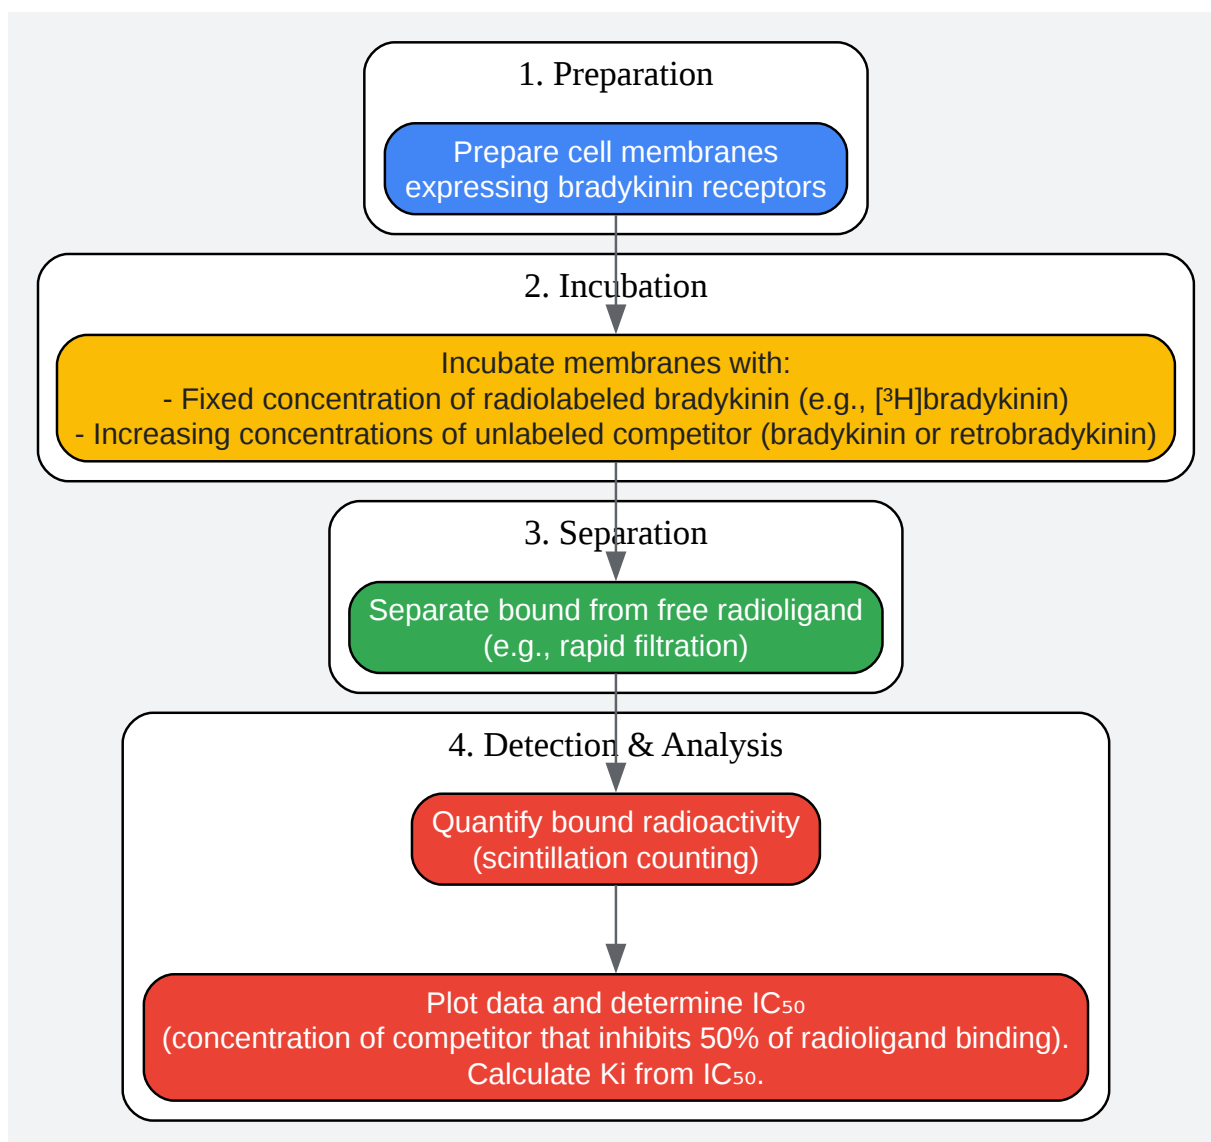 1. Preparation
Prepare cell membranes
expressing bradykinin receptors
2. Incubation
Incubate membranes with:
- Fixed concentration of radiolabeled bradykinin (e.g., [³H]bradykinin)
- Increasing concentrations of unlabeled competitor (bradykinin or retrobradykinin)
3. Separation
Separate bound from free radioligand
(e.g., rapid filtration)
4. Detection & Analysis
Quantify bound radioactivity
(scintillation counting)
Plot data and determine IC₅₀
(concentration of competitor that inhibits 50% of radioligand binding).
Calculate Ki from IC₅₀.